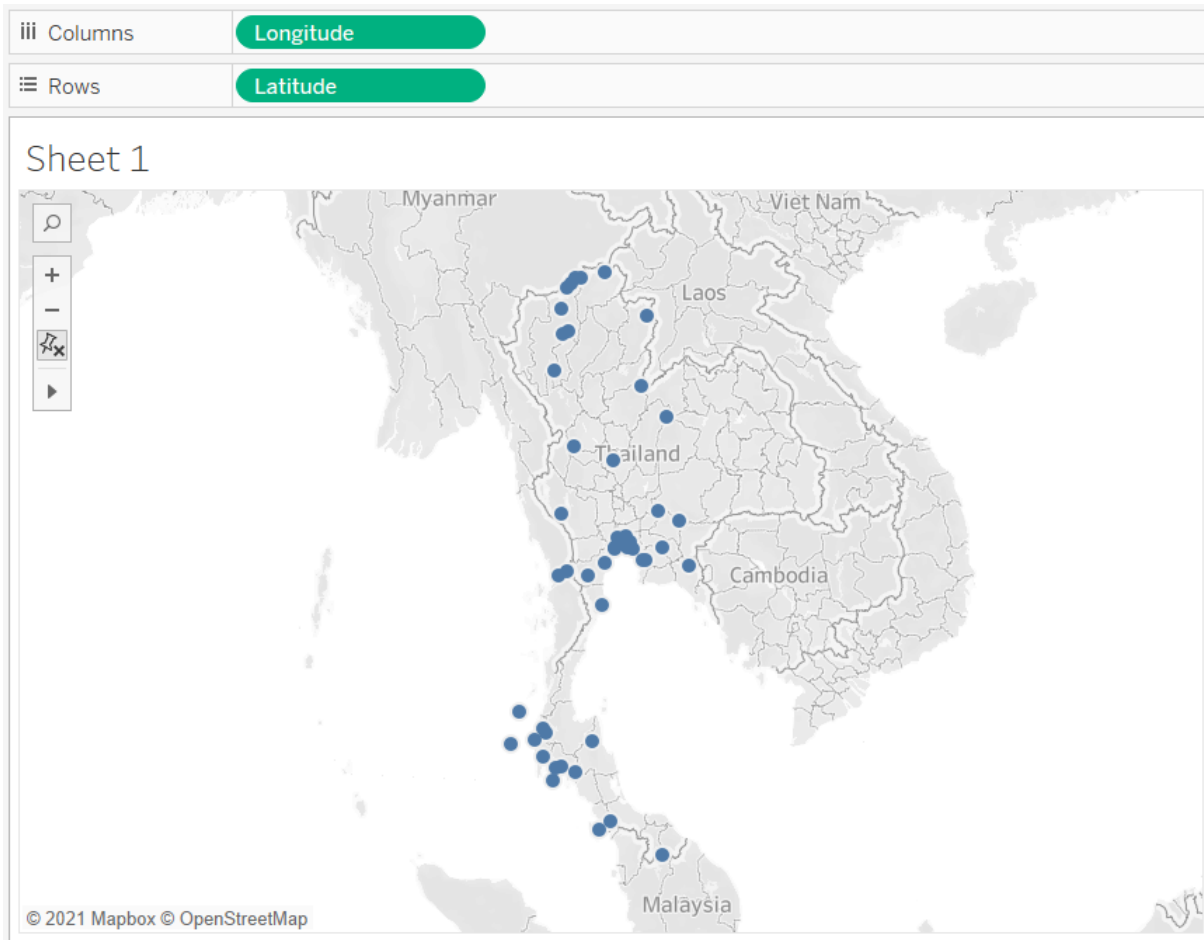 Columns Longitude
Rows Latitude
Sheet 1
Myanmar
Viet Nam
Laos
Thailand
Cambodia
Malaysia
© 2021 Mapbox © OpenStreetMap